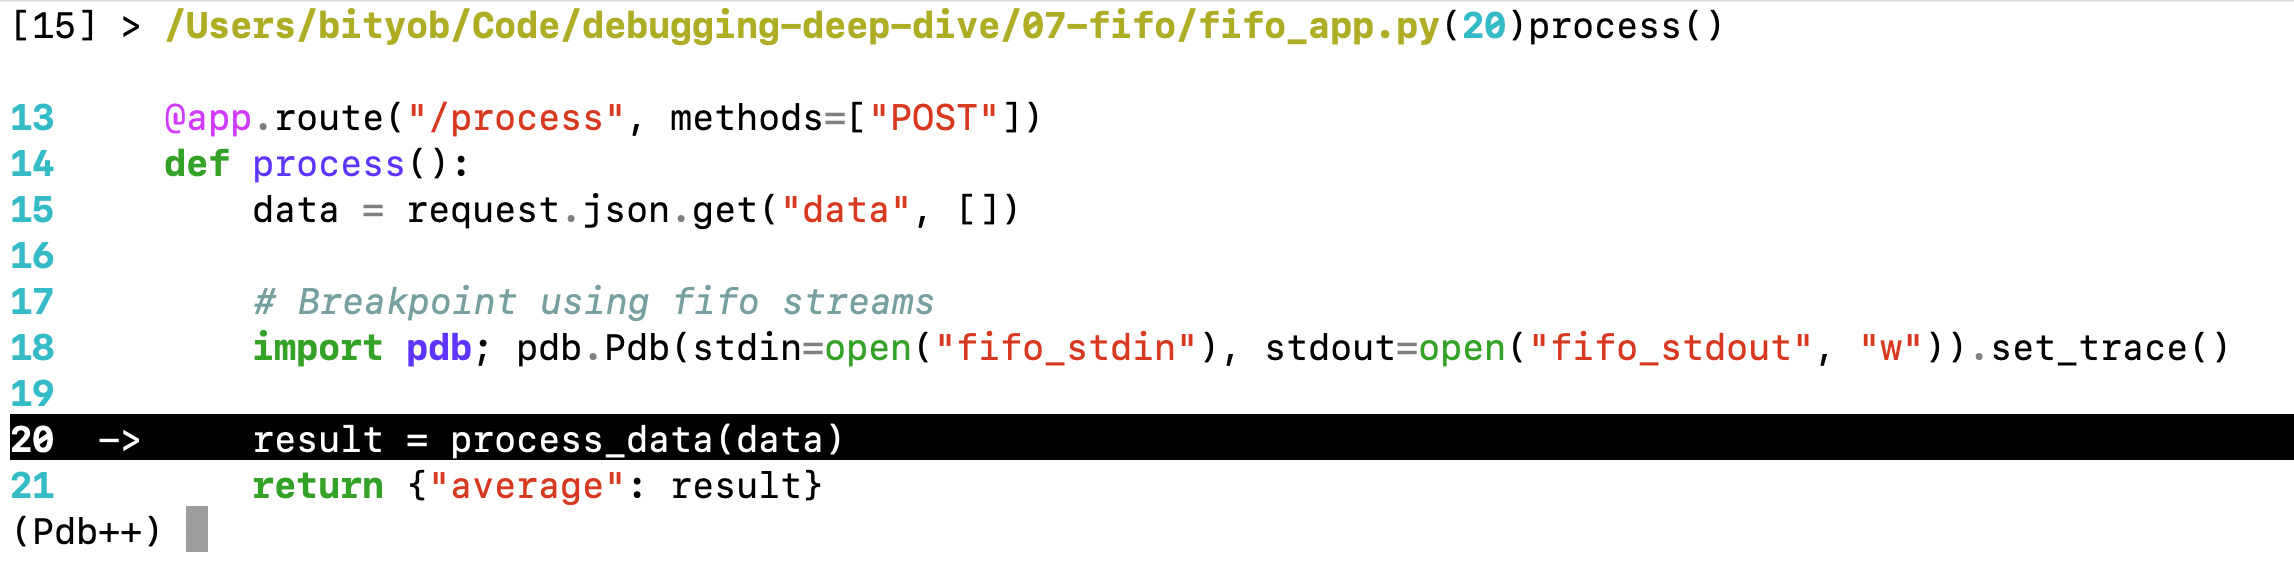 [15] > /Users/bityob/Code/debugging-deep-dive/07-fifo/fifo_app.py(20)process()
13     @app.route("/process", methods=["POST"])
14     def process():
15         data = request.json.get("data", [])
16
17         # Breakpoint using fifo streams
18         import pdb; pdb.Pdb(stdin=open("fifo_stdin"), stdout=open("fifo_stdout", "w")).set_trace()
19
20  ->     result = process_data(data)
21         return {"average": result}
(Pdb++)